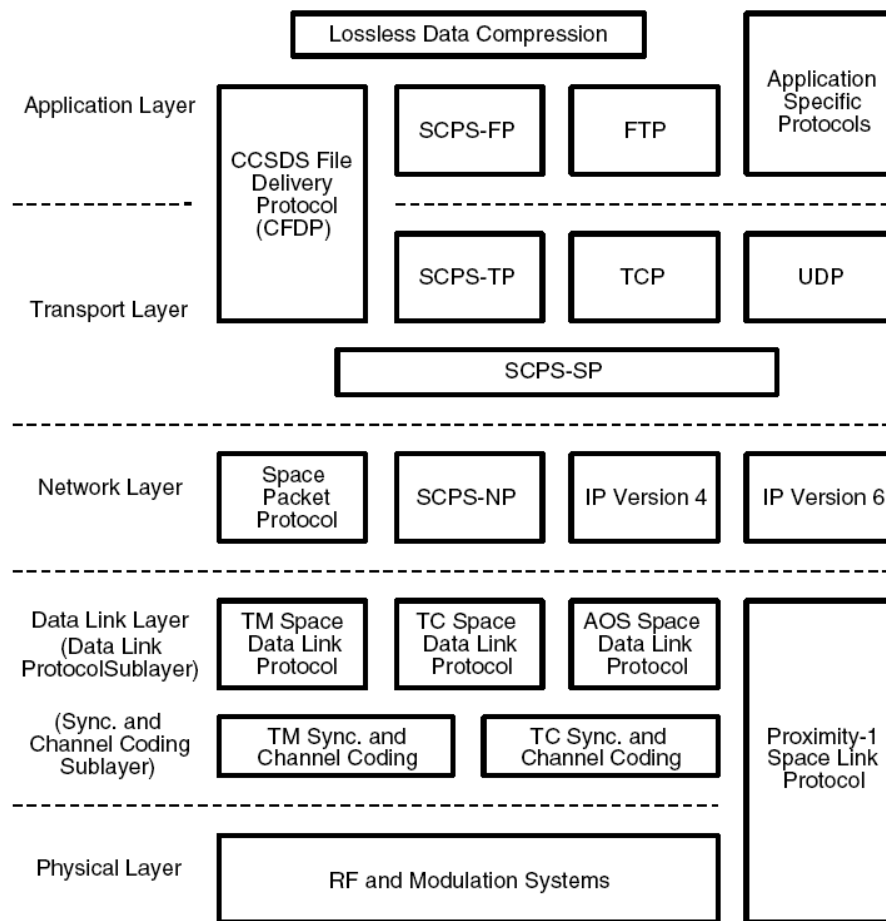 Lossless Data Compression
Application Layer
CCSDS File
Delivery
Protocol
(CFDP)
SCPS-FP
FTP
Application
Specific
Protocols
Transport Layer
SCPS-TP
TCP
UDP
SCPS-SP
Network Layer
Space
Packet
Protocol
SCPS-NP
IP Version 4
IP Version 6
Data Link Layer
(Data Link
ProtocolSublayer)
TM Space
Data Link
Protocol
TC Space
Data Link
Protocol
AOS Space
Data Link
Protocol
(Sync. and
Channel Coding
Sublayer)
TM Sync. and
Channel Coding
TC Sync. and
Channel Coding
Proximity-1
Space Link
Protocol
Physical Layer
RF and Modulation Systems